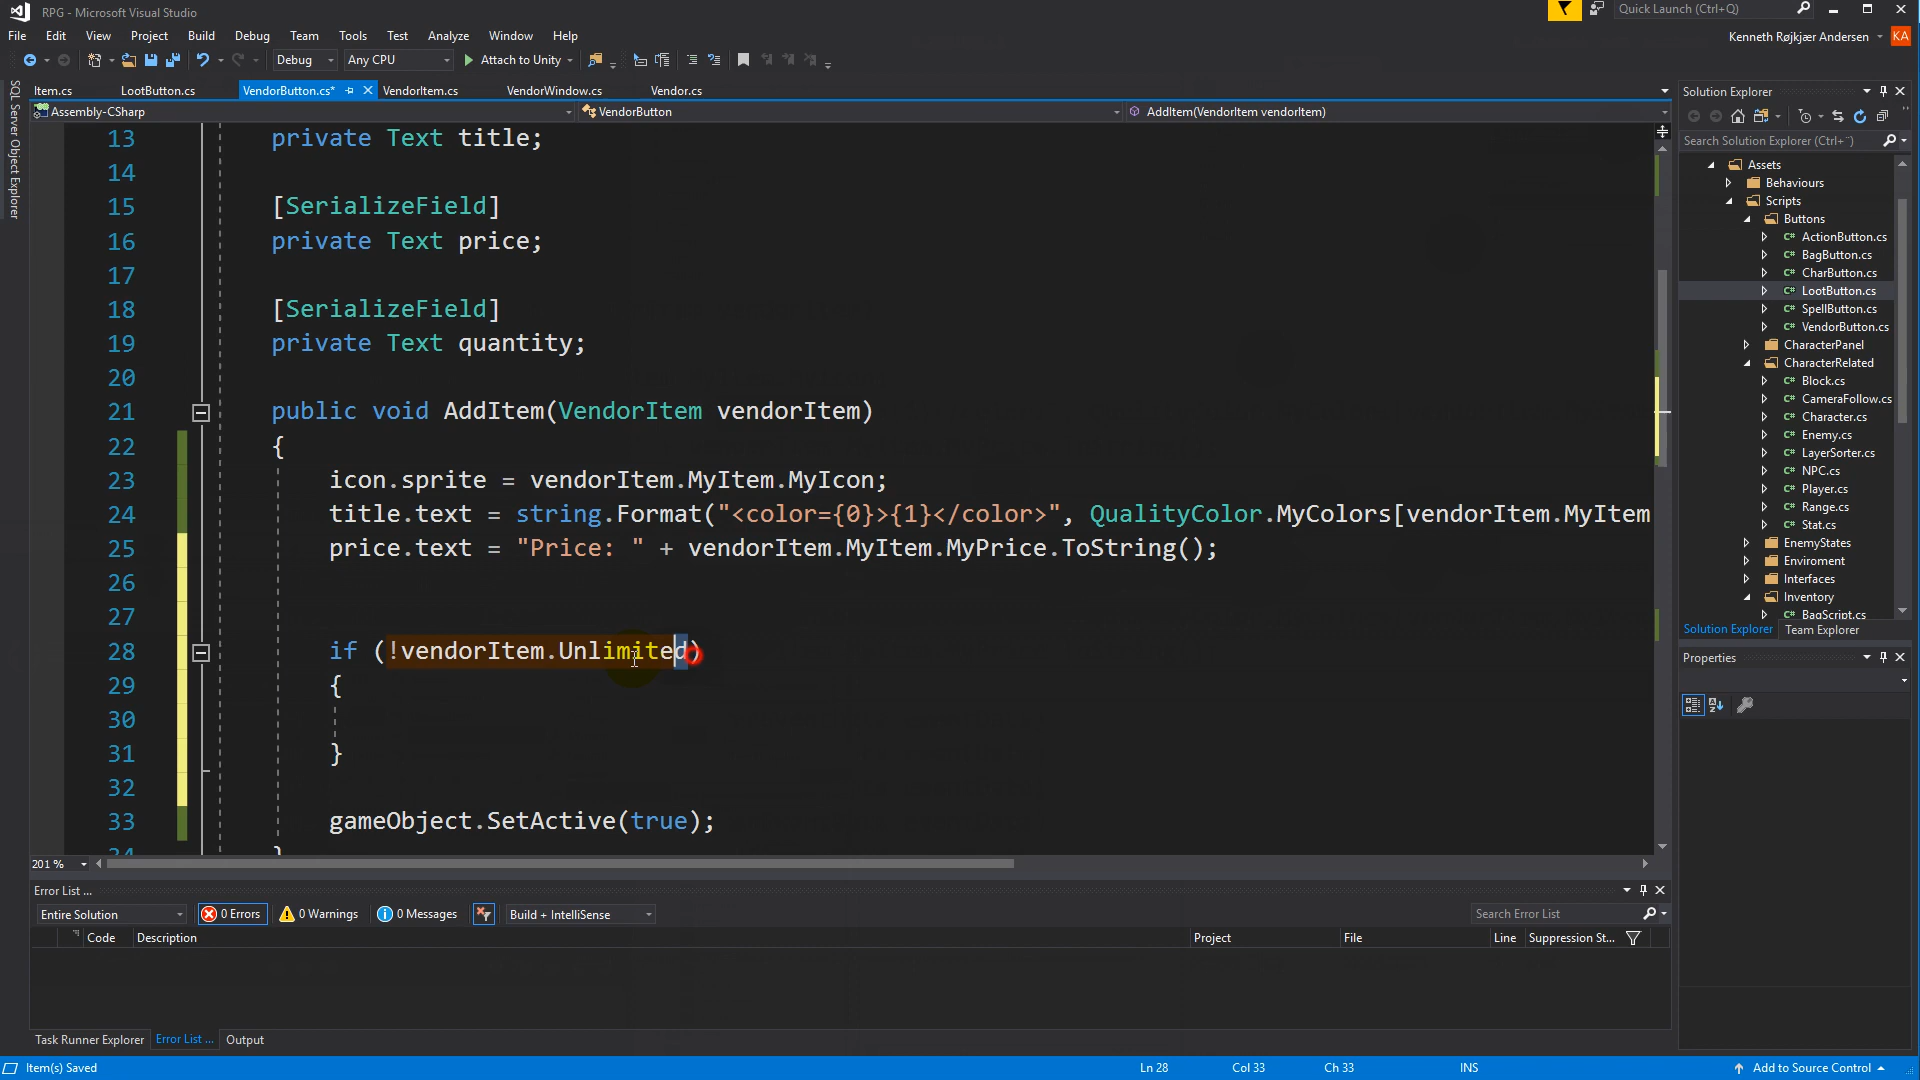 RPG - Microsoft Visual Studio
Quick Launch (Ctrl+Q)
File Edit View Project Build Debug Team Tools Test Analyze Window Help
Kenneth Røjkjær Andersen KA
Debug Any CPU Attach to Unity
SQL Server Object Explorer
Item.cs LootButton.cs VendorButton.cs* VendorItem.cs VendorWindow.cs Vendor.cs
Assembly-CSharp VendorButton AddItem(VendorItem vendorItem)
13 private Text title;
14
15 [SerializeField]
16 private Text price;
17
18 [SerializeField]
19 private Text quantity;
20
21 public void AddItem(VendorItem vendorItem)
22 {
23 icon.sprite = vendorItem.MyItem.MyIcon;
24 title.text = string.Format("<color={0}>{1}</color>", QualityColor.MyColors[vendorItem.MyItem
25 price.text = "Price: " + vendorItem.MyItem.MyPrice.ToString();
26
27
28 if (!vendorItem.Unlimited)
29 {
30
31 }
32
33 gameObject.SetActive(true);
34 }
201 %
Solution Explorer
Search Solution Explorer (Ctrl+¨)
Assets
Behaviours
Scripts
Buttons
C# ActionButton.cs
C# BagButton.cs
C# CharButton.cs
C# LootButton.cs
C# SpellButton.cs
C# VendorButton.cs
CharacterPanel
CharacterRelated
C# Block.cs
C# CameraFollow.cs
C# Character.cs
C# Enemy.cs
C# LayerSorter.cs
C# NPC.cs
C# Player.cs
C# Range.cs
C# Stat.cs
EnemyStates
Enviroment
Interfaces
Inventory
C# BagScript.cs
Solution Explorer Team Explorer
Properties
Error List ...
Entire Solution 0 Errors 0 Warnings 0 Messages Build + IntelliSense Search Error List
Code Description Project File Line Suppression St...
Task Runner Explorer Error List ... Output
Item(s) Saved Ln 28 Col 33 Ch 33 INS Add to Source Control